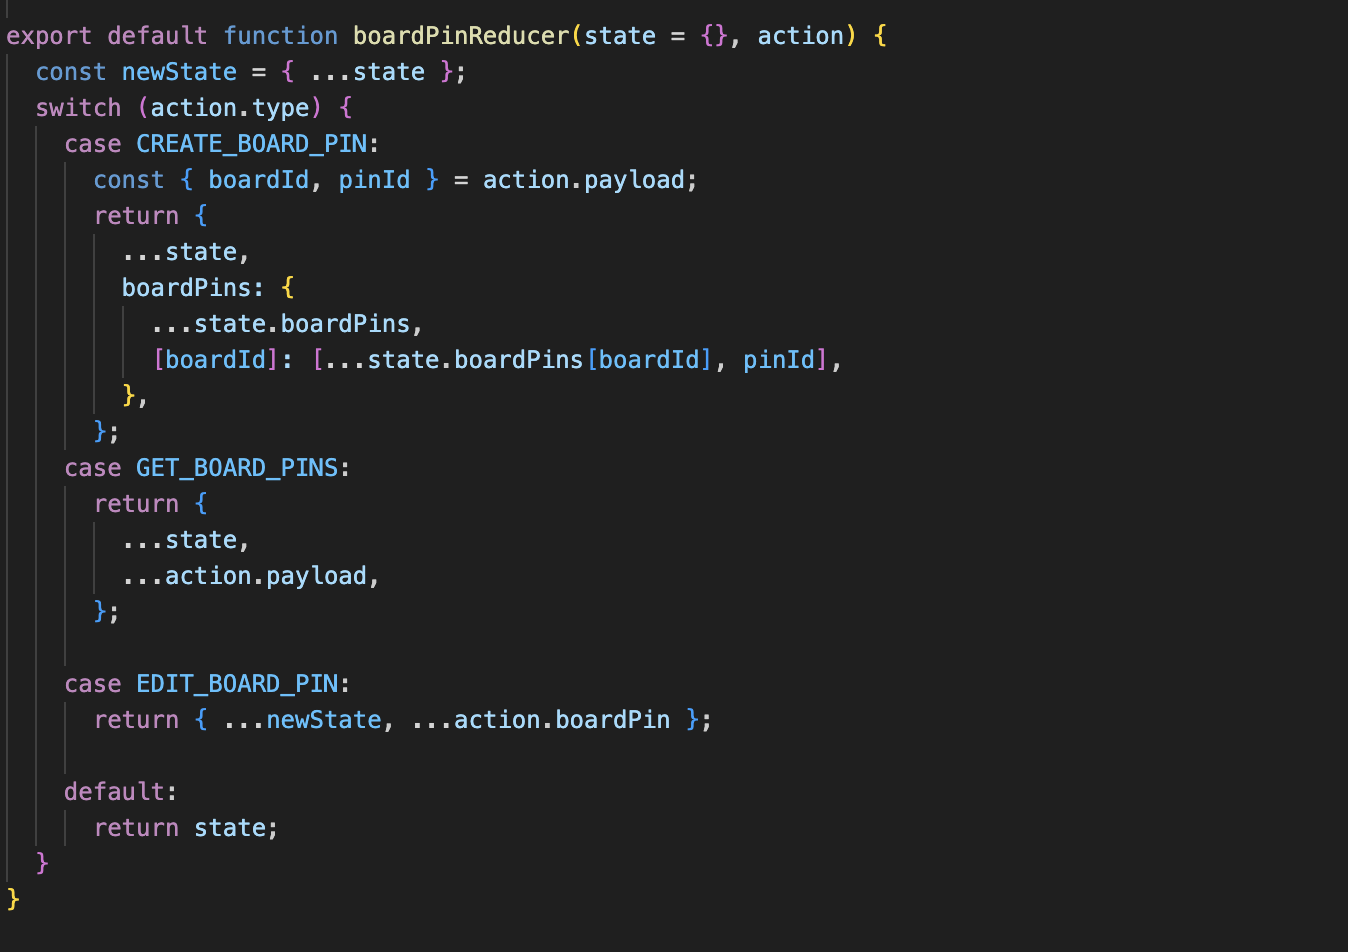 export default function boardPinReducer(state = {}, action) {
  const newState = { ...state };
  switch (action.type) {
    case CREATE_BOARD_PIN:
      const { boardId, pinId } = action.payload;
      return {
        ...state,
        boardPins: {
          ...state.boardPins,
          [boardId]: [...state.boardPins[boardId], pinId],
        },
      };
    case GET_BOARD_PINS:
      return {
        ...state,
        ...action.payload,
      };
    case EDIT_BOARD_PIN:
      return { ...newState, ...action.boardPin };
    default:
      return state;
  }
}